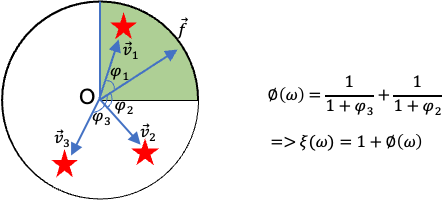 f⃗
v⃗₁
φ₁
O
φ₂
φ₃
v⃗₂
v⃗₃
∅(ω) = 1/(1 + φ₃) + 1/(1 + φ₂)
=> ξ(ω) = 1 + ∅(ω)